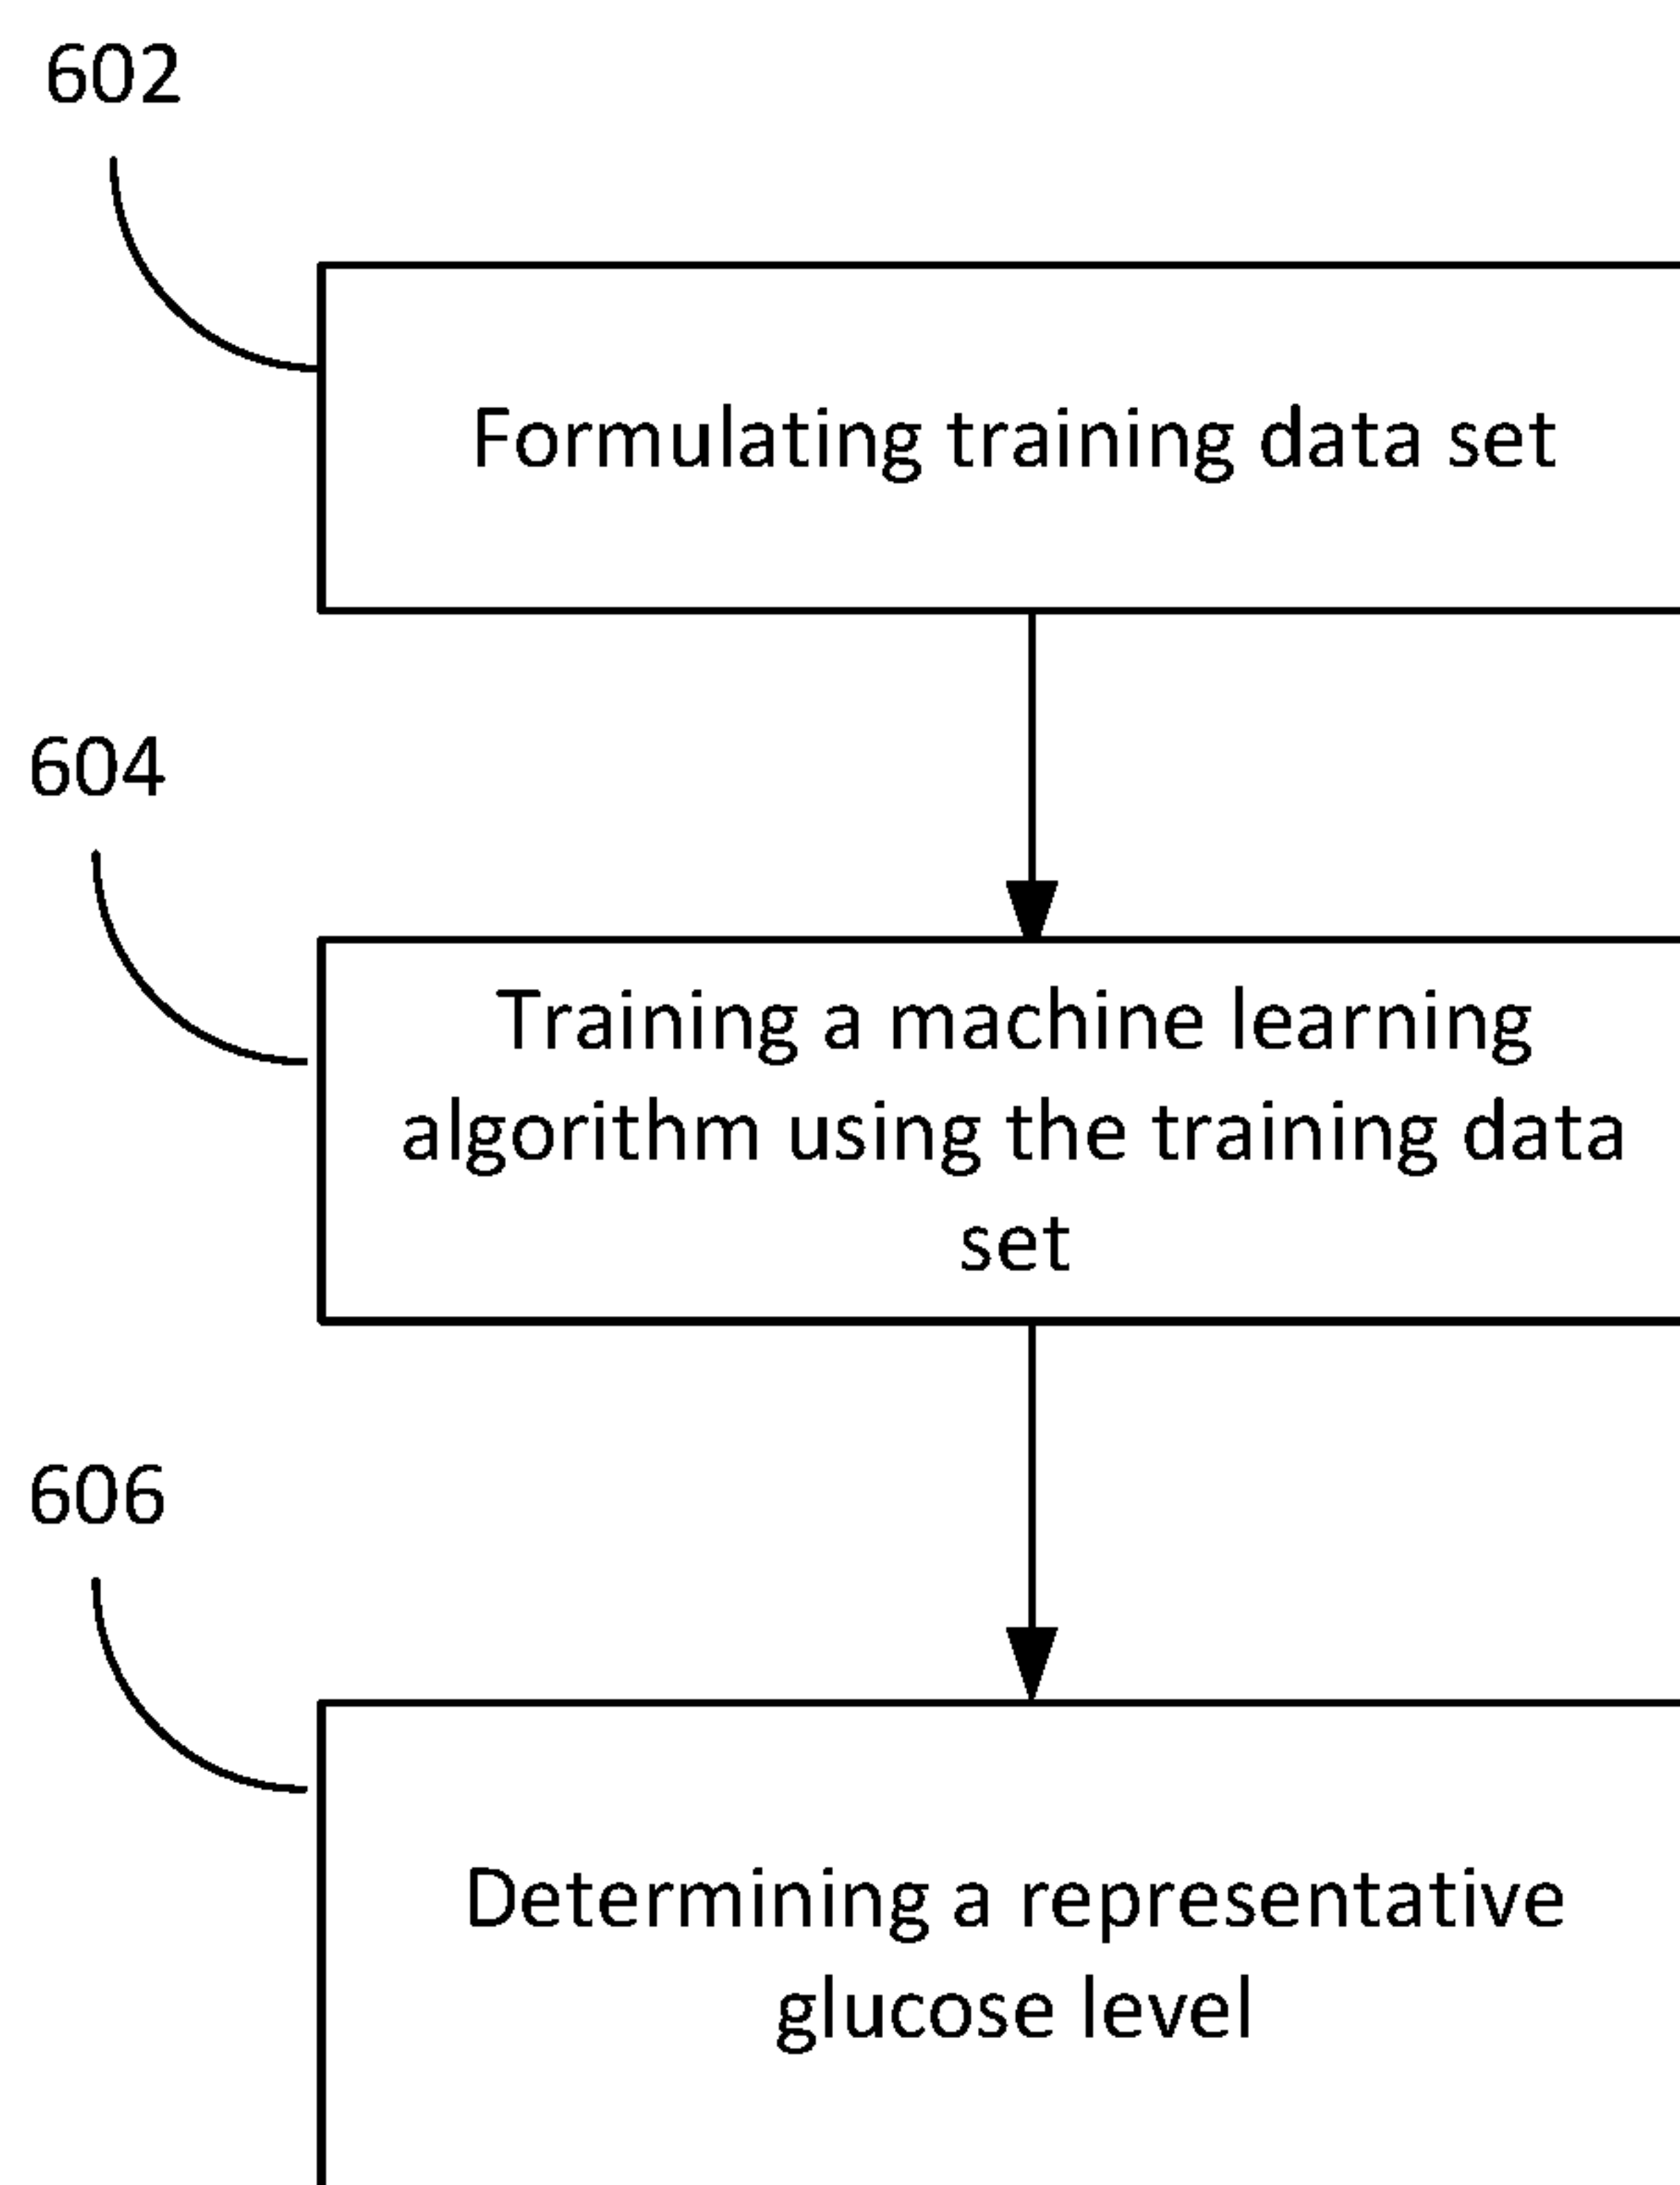 602
Formulating training data set
604
Training a machine learning
algorithm using the training data
set
606
Determining a representative
glucose level